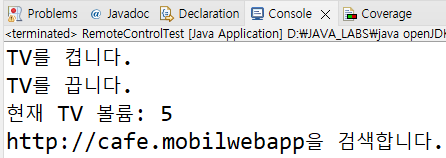 Problems @ Javadoc Declaration Console Coverage
<terminated> RemoteControlTest [Java Application] D:\JAVA_LABS\java openJDK
TV를 켭니다.
TV를 끕니다.
현재 TV 볼륨: 5
http://cafe.mobilwebapp을 검색합니다.